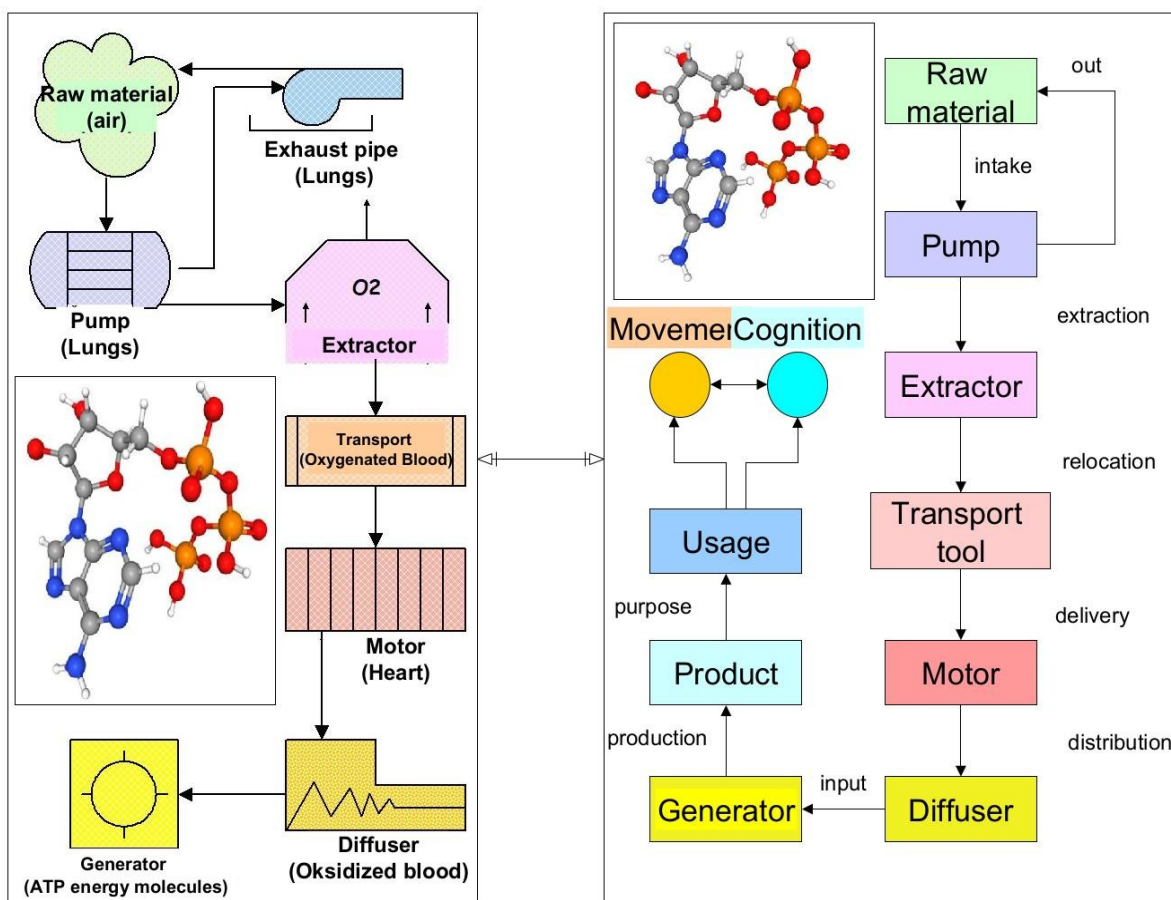 Raw material
(air)
Exhaust pipe
(Lungs)
Pump
(Lungs)
O2
Extractor
Transport
(Oxygenated Blood)
Motor
(Heart)
Diffuser
(Oksidized blood)
Generator
(ATP energy molecules)
Raw
material
out
intake
Pump
extraction
Extractor
relocation
Transport
tool
delivery
Motor
distribution
Diffuser
input
Generator
production
Product
purpose
Usage
Movemer
Cognition